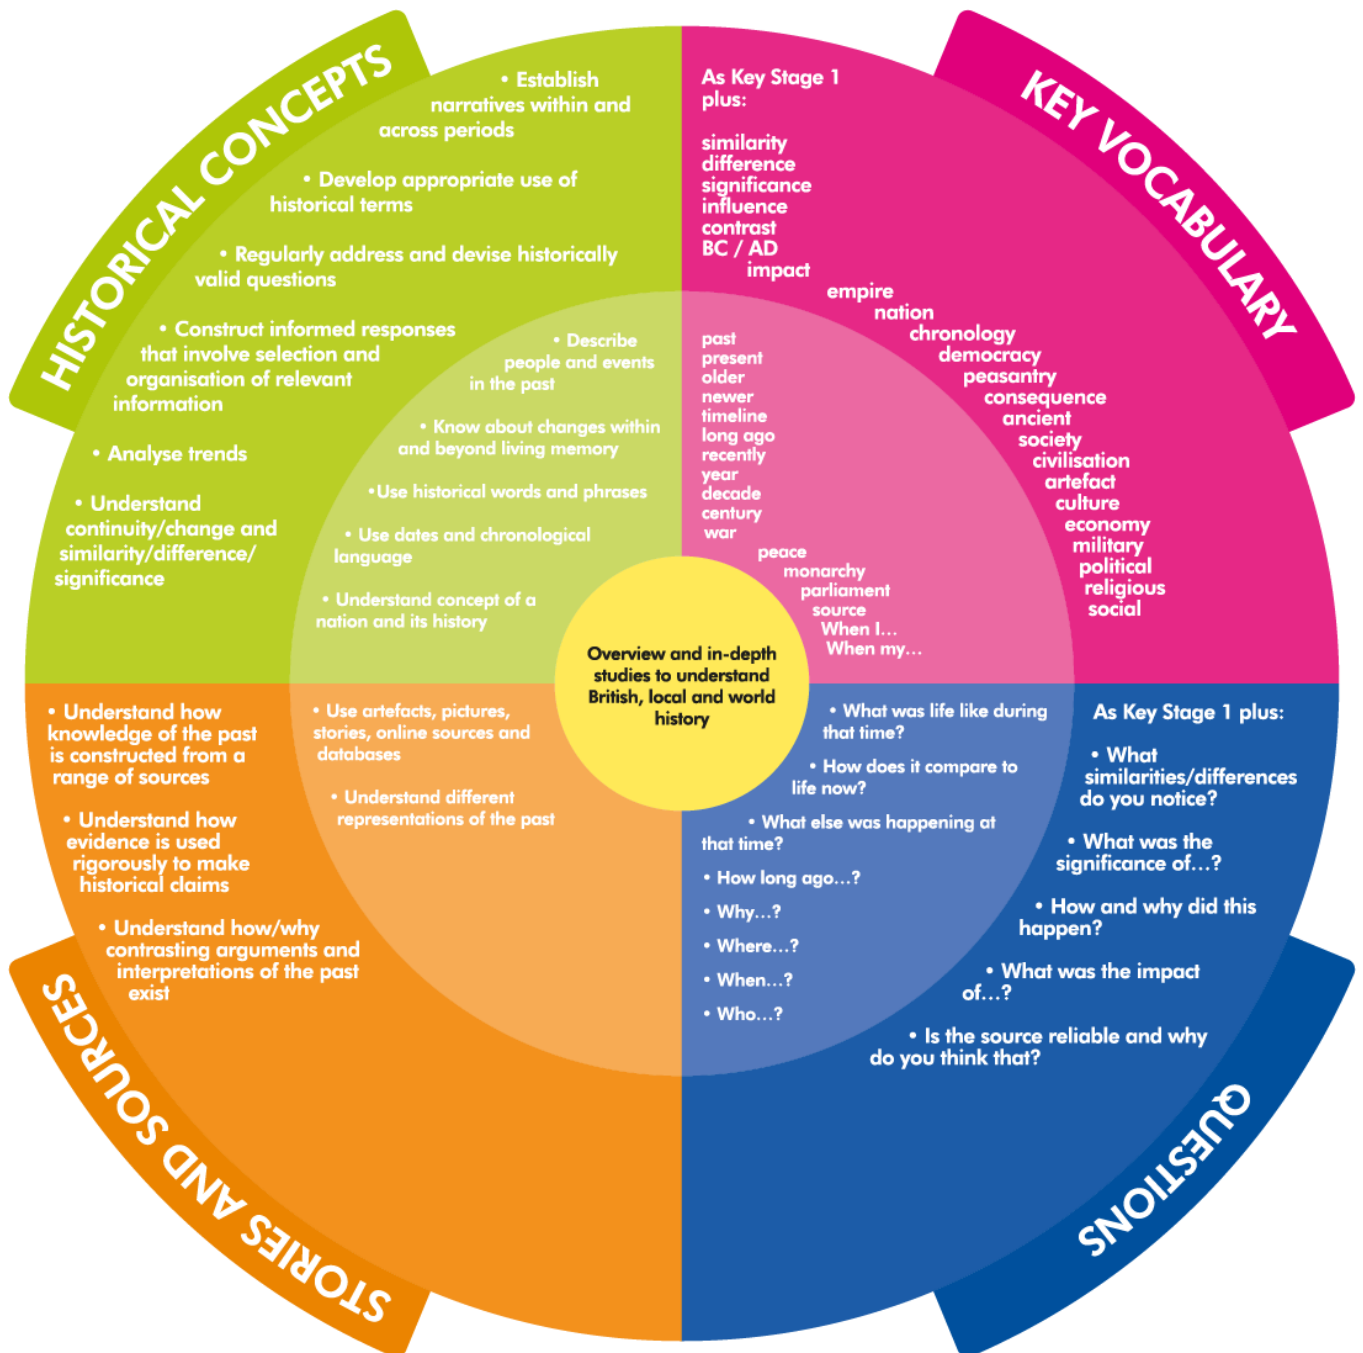 HISTORICAL CONCEPTS
• Establish
narratives within and
across periods
• Develop appropriate use of
historical terms
• Regularly address and devise historically
valid questions
• Construct informed responses
that involve selection and
organisation of relevant
information
• Analyse trends
• Understand
continuity/change and
similarity/difference/
significance
• Describe
people and events
in the past
• Know about changes within
and beyond living memory
•Use historical words and phrases
• Use dates and chronological
language
• Understand concept of a
nation and its history
KEY VOCABULARY
As Key Stage 1
plus:
similarity
difference
significance
influence
contrast
BC / AD
impact
empire
nation
chronology
democracy
peasantry
consequence
ancient
society
civilisation
artefact
culture
economy
military
political
religious
social
past
present
older
newer
timeline
long ago
recently
year
decade
century
war
peace
monarchy
parliament
source
When I...
When my...
Overview and in-depth
studies to understand
British, local and world
history
• Understand how
knowledge of the past
is constructed from a
range of sources
• Understand how
evidence is used
rigorously to make
historical claims
• Understand how/why
contrasting arguments and
interpretations of the past
exist
• Use artefacts, pictures,
stories, online sources and
databases
• Understand different
representations of the past
STORIES AND SOURCES
• What was life like during
that time?
• How does it compare to
life now?
• What else was happening at
that time?
• How long ago...?
• Why...?
• Where...?
• When...?
• Who...?
As Key Stage 1 plus:
• What
similarities/differences
do you notice?
• What was the
significance of...?
• How and why did this
happen?
• What was the impact
of...?
• Is the source reliable and why
do you think that?
QUESTIONS